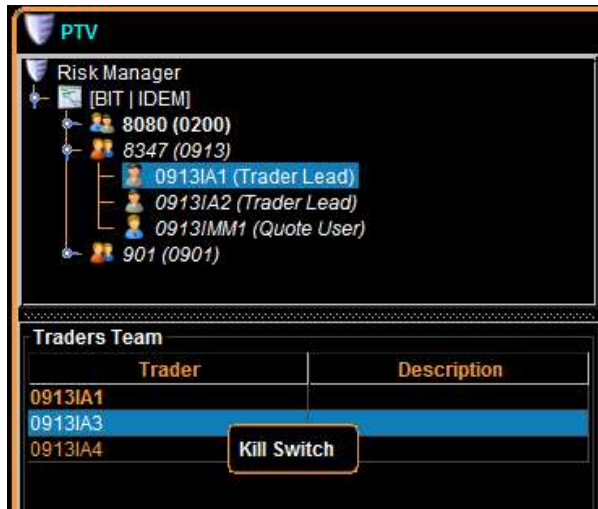 PTV
Risk Manager
[BIT | IDEM]
8080 (0200)
8347 (0913)
0913IA1 (Trader Lead)
0913IA2 (Trader Lead)
0913IMM1 (Quote User)
901 (0901)
Traders Team
Trader Description
0913IA1
0913IA3
0913IA4
Kill Switch